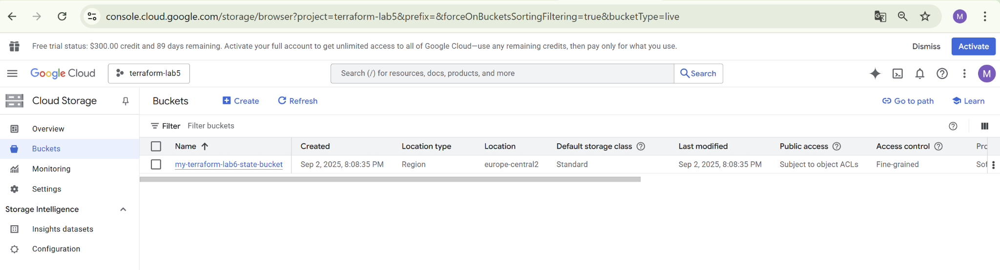 console.cloud.google.com/storage/browser?project=terraform-lab5&prefix=&forceOnBucketsSortingFiltering=true&bucketType=live
M
Free trial status: $300.00 credit and 89 days remaining. Activate your full account to get unlimited access to all of Google Cloud—use any remaining credits, then pay only for what you use.
Dismiss
Activate
Google Cloud
terraform-lab5
Search (/) for resources, docs, products, and more
Search
M
Cloud Storage
Overview
Buckets
Monitoring
Settings
Storage Intelligence
Insights datasets
Configuration
Buckets
Create
Refresh
Go to path
Learn
Filter Filter buckets
Name Created Location type Location Default storage class Last modified Public access Access control Prc
my-terraform-lab6-state-bucket Sep 2, 2025, 8:08:35 PM Region europe-central2 Standard Sep 2, 2025, 8:08:35 PM Subject to object ACLs Fine-grained Sof